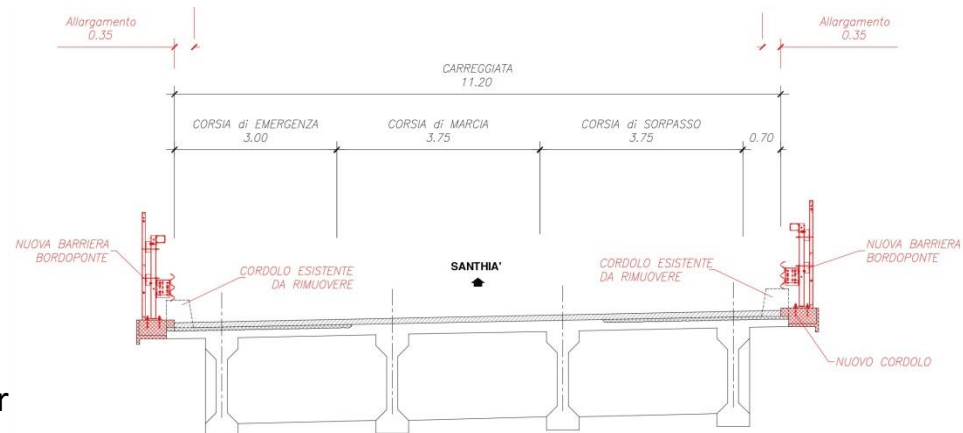 Allargamento
0.35
Allargamento
0.35
CARREGGIATA
11.20
CORSIA di EMERGENZA
3.00
CORSIA di MARCIA
3.75
CORSIA di SORPASSO
3.75
0.70
NUOVA BARRIERA
BORDOPONTE
CORDOLO ESISTENTE
DA RIMUOVERE
SANTHIA'
CORDOLO ESISTENTE
DA RIMUOVERE
NUOVA BARRIERA
BORDOPONTE
NUOVO CORDOLO
r